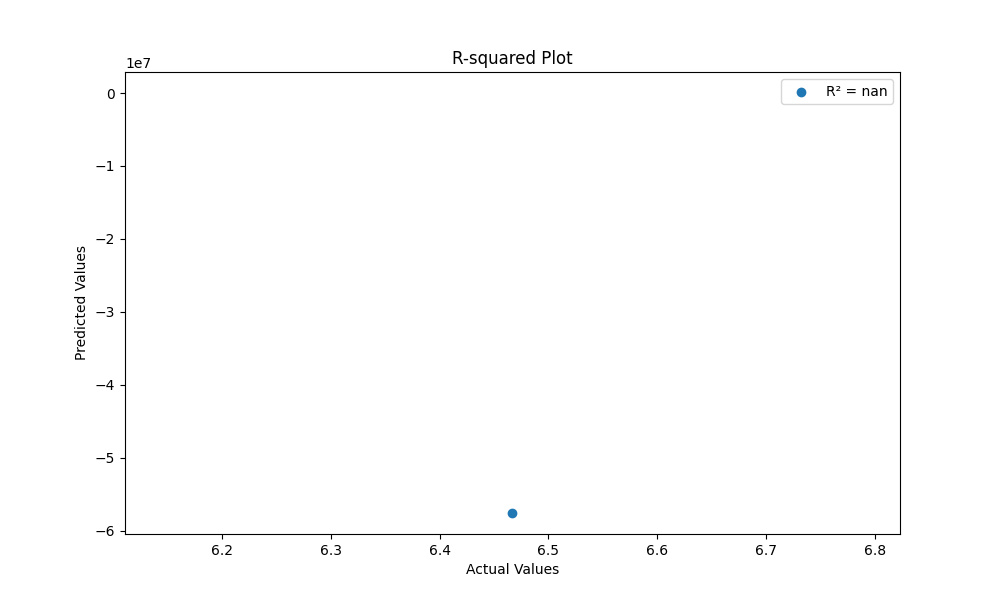 R-squared Plot
1e7
R² = nan
0
−1
−2
−3
−4
−5
−6
Predicted Values
6.2 6.3 6.4 6.5 6.6 6.7 6.8
Actual Values